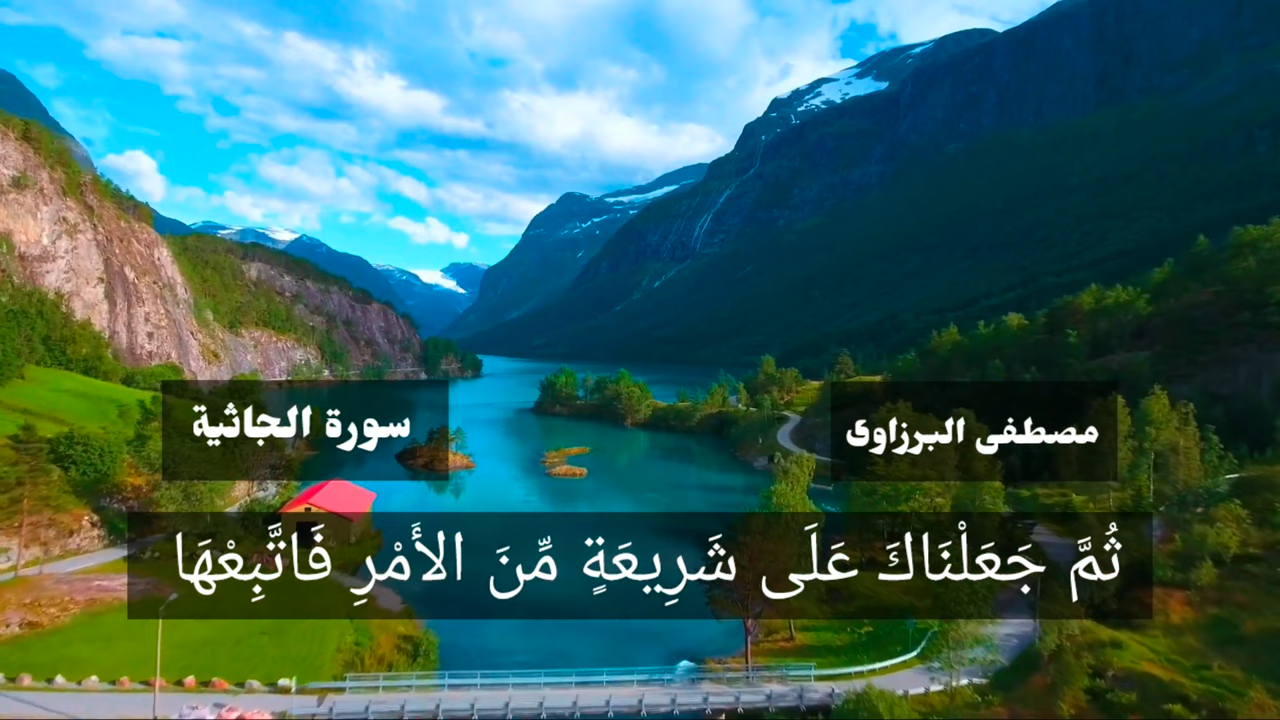 مصطفى البرزاوى
سورة الجاثية
ثُمَّ جَعَلْنَاكَ عَلَى شَرِيعَةٍ مِّنَ الأَمْرِ فَاتَّبِعْهَا